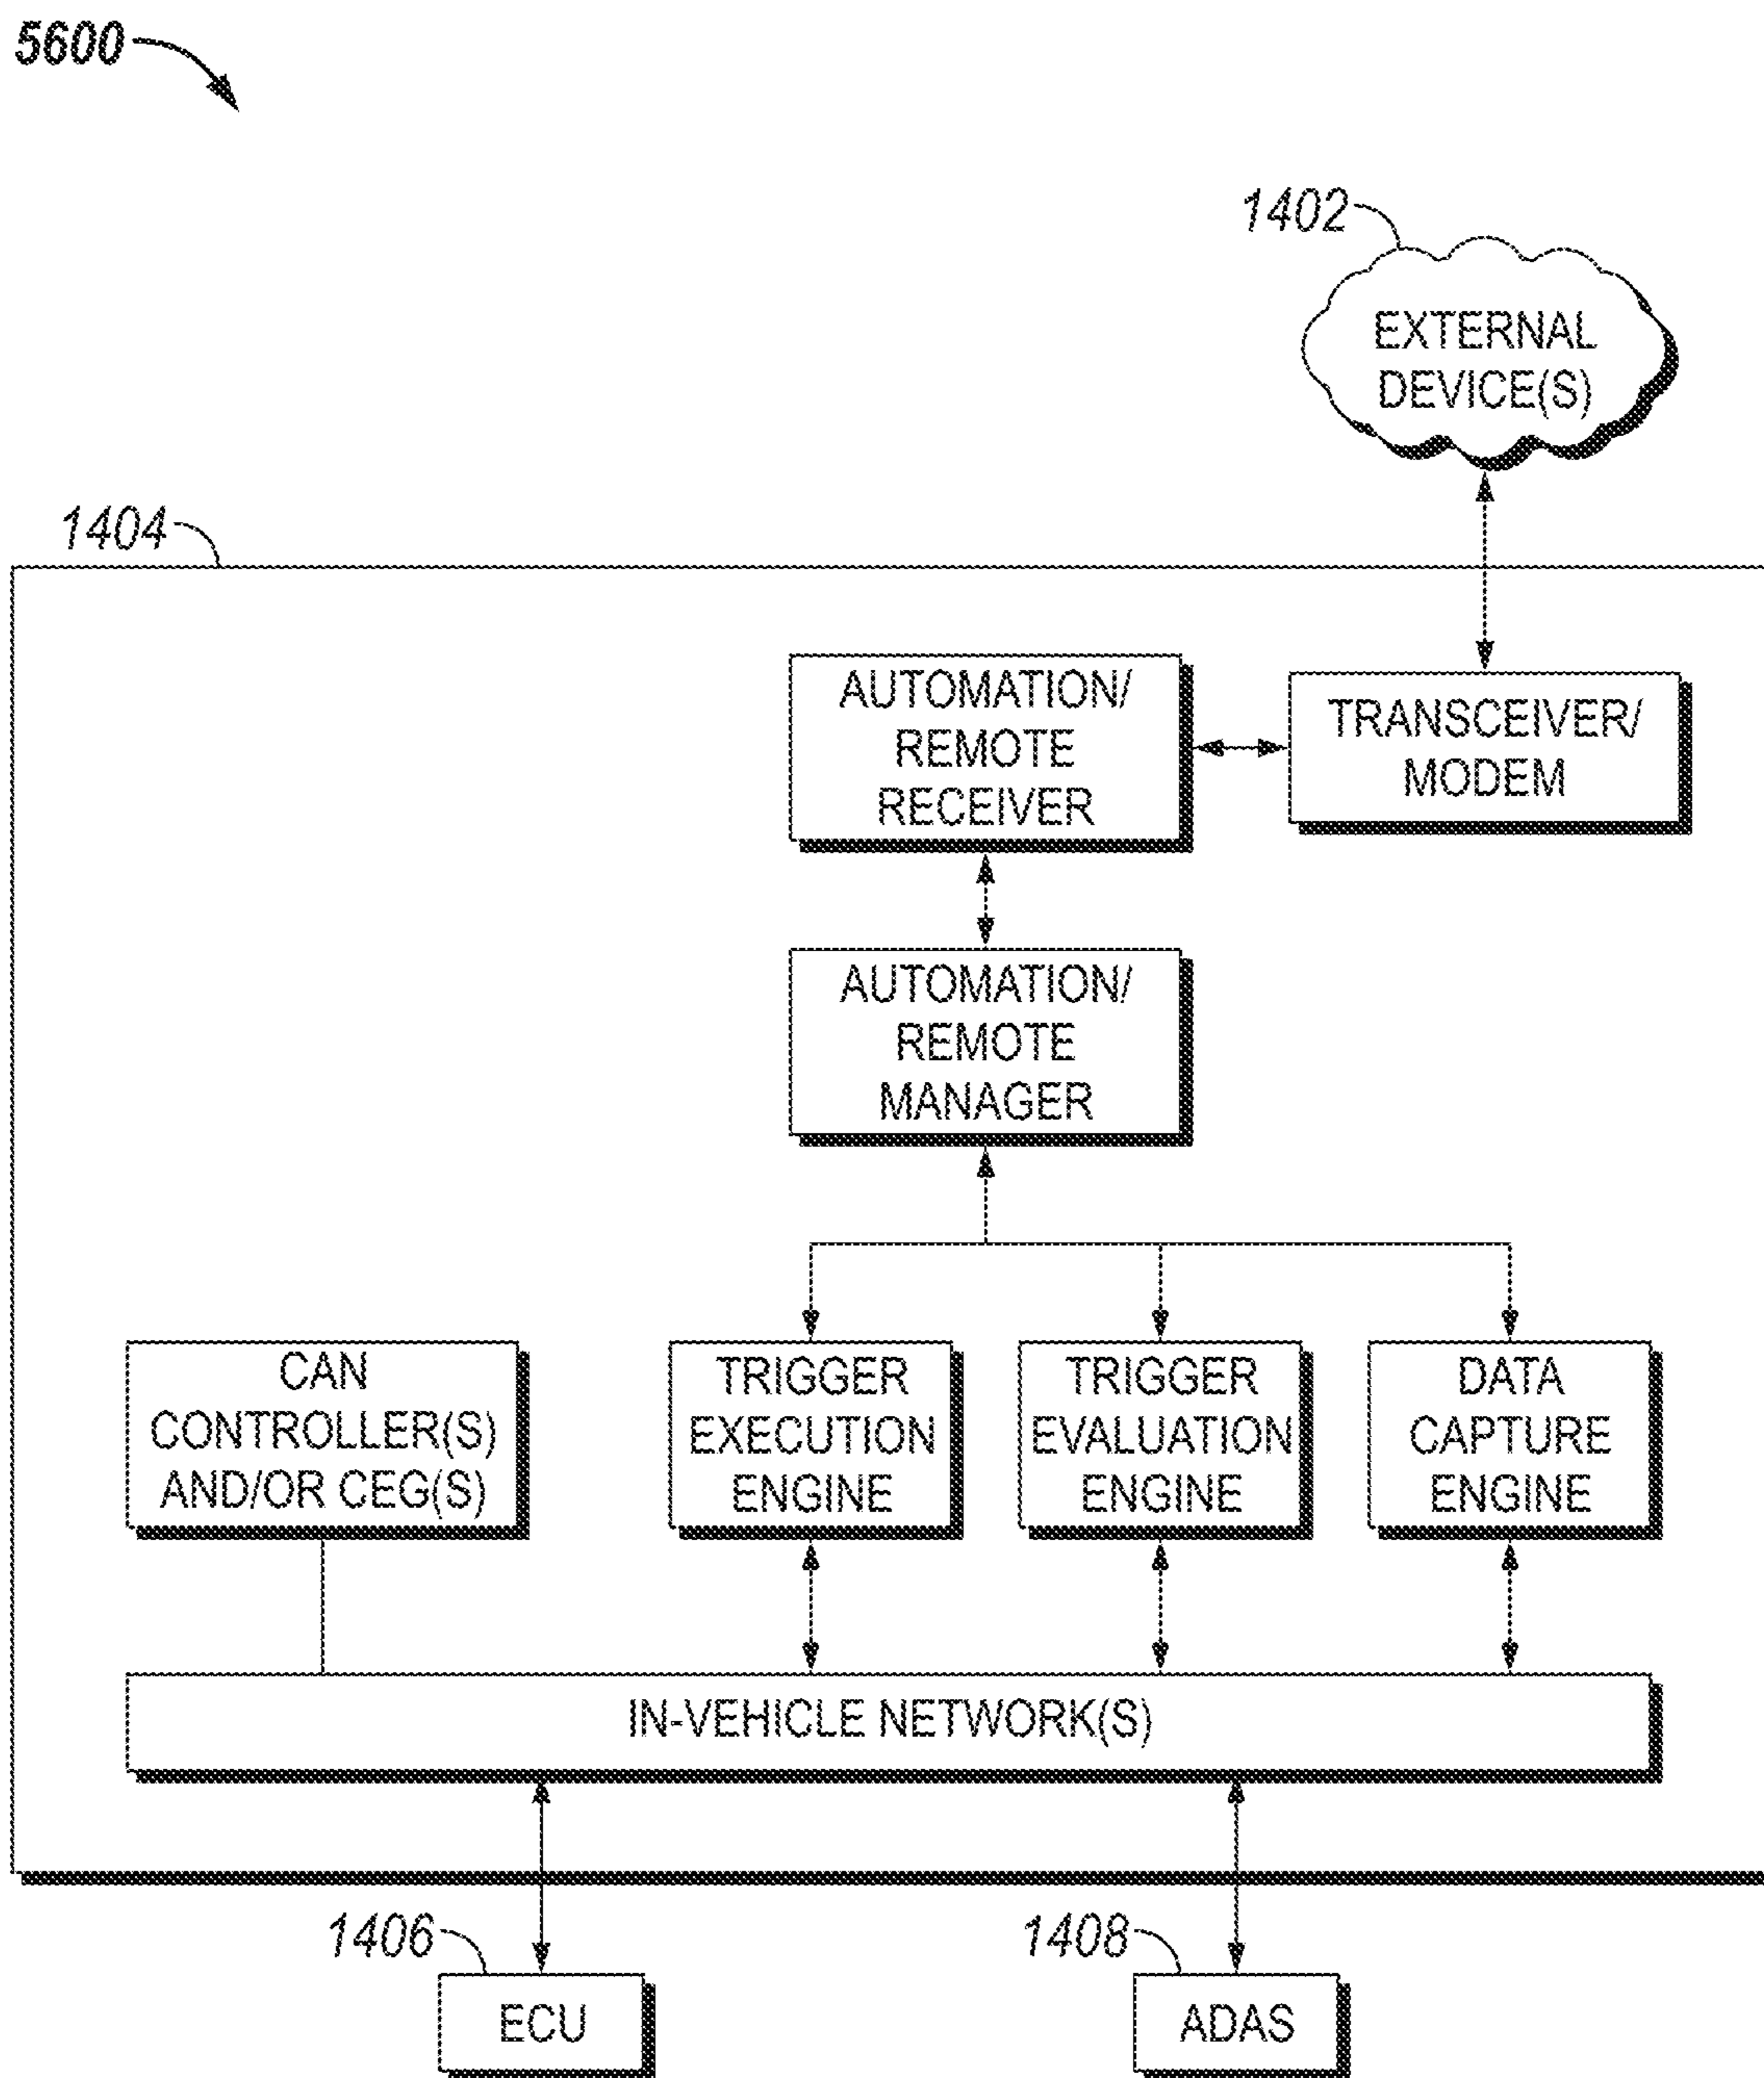 5600
1402
EXTERNAL
DEVICE(S)
1404
AUTOMATION/
REMOTE
RECEIVER
TRANSCEIVER/
MODEM
AUTOMATION/
REMOTE
MANAGER
CAN
CONTROLLER(S)
AND/OR CEG(S)
TRIGGER
EXECUTION
ENGINE
TRIGGER
EVALUATION
ENGINE
DATA
CAPTURE
ENGINE
IN-VEHICLE NETWORK(S)
1406
ECU
1408
ADAS